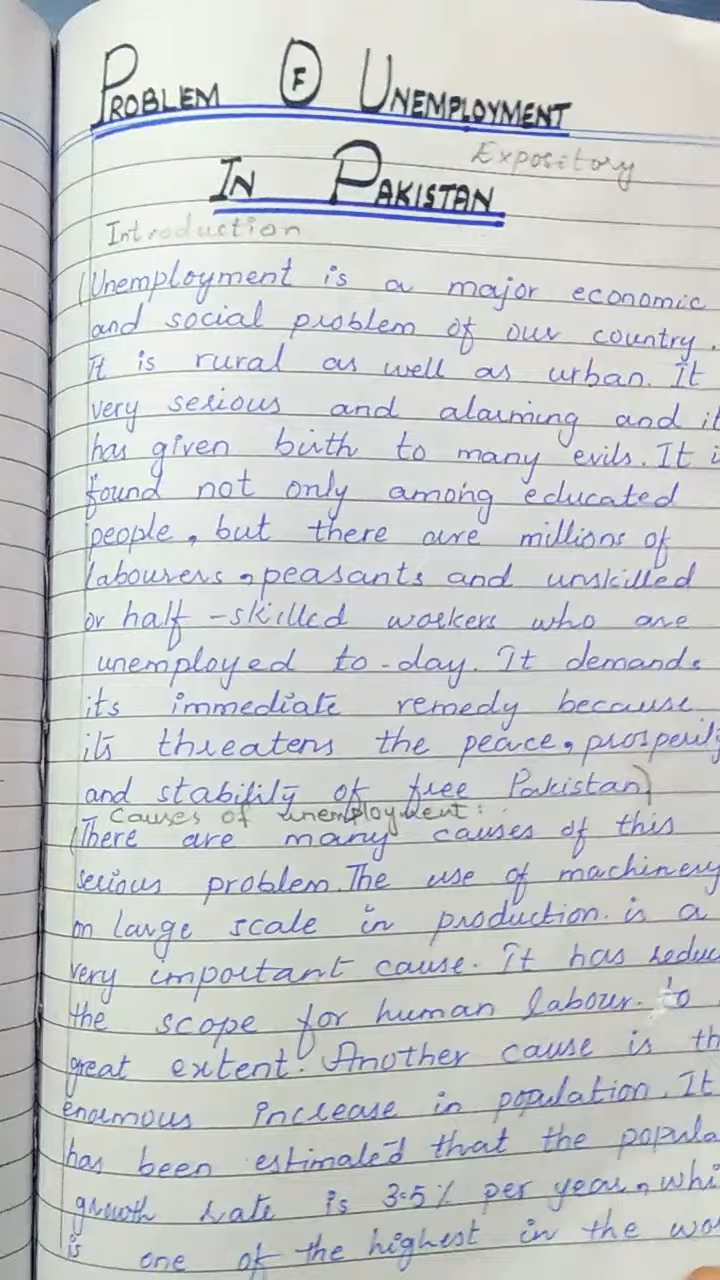 PROBLEM OF UNEMPLOYMENT
Expository
IN PAKISTAN
Introduction
(Unemployment is a major economic
and social problem of our country.
It is rural as well as urban. It
very serious and alarming and it
has given birth to many evils. It i
found not only among educated
people, but there are millions of
labourers, peasants and unskilled
or half-skilled workers who are
unemployed to-day. It demands
its immediate remedy because
its threatens the peace, prosperity
and stability of free Pakistan)
Causes of unemployment:
(There are many causes of this
serious problem. The use of machinery
on large scale in production is a
very important cause. It has reduc
the scope for human labour. to
great extent. Another cause is th
enormous increase in population. It
has been estimated that the popula
growth rate is 3.5% per year, whi
is one of the highest in the wor